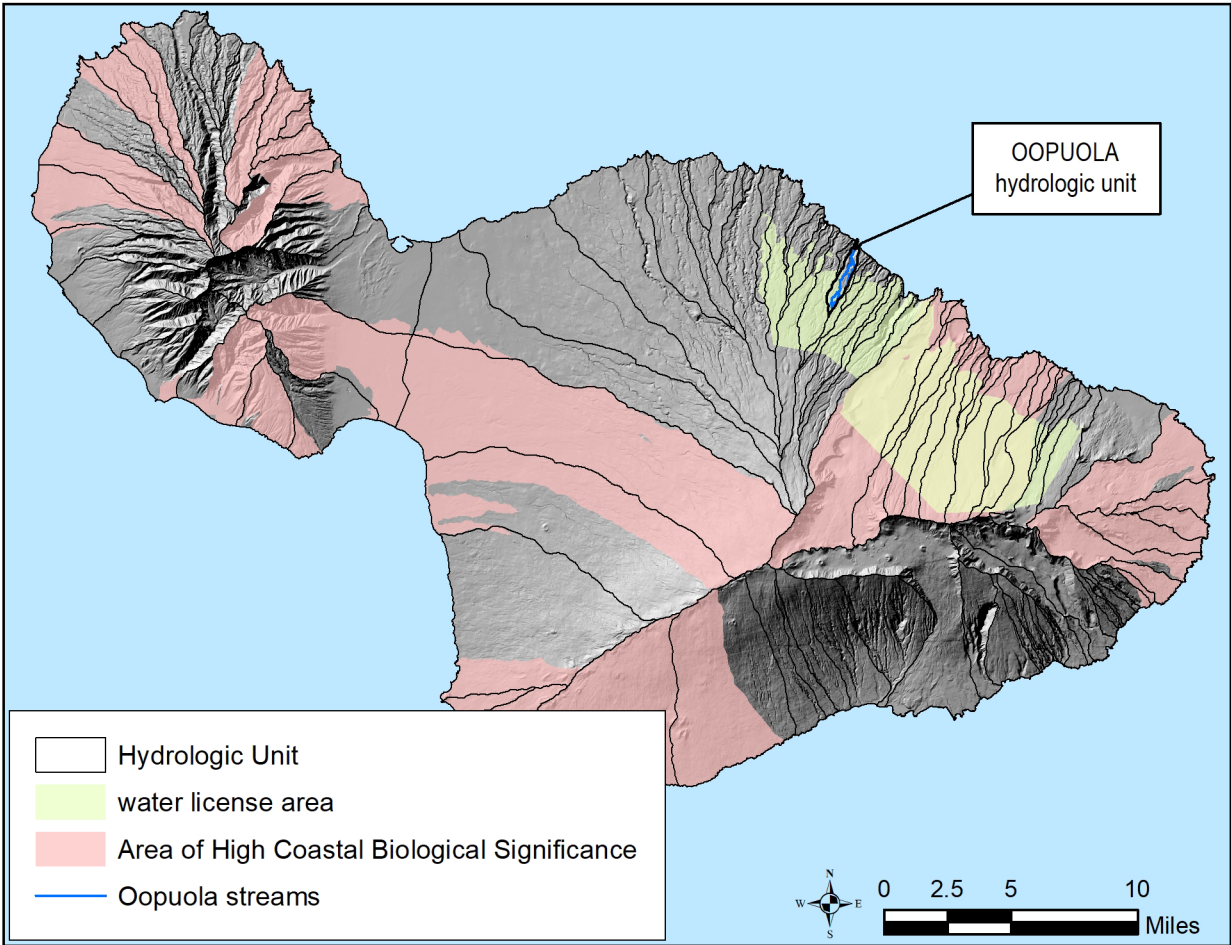 OOPUOLA
hydrologic unit
Hydrologic Unit
water license area
Area of High Coastal Biological Significance
Oopuola streams
N
W E
S
0 2.5 5 10
Miles